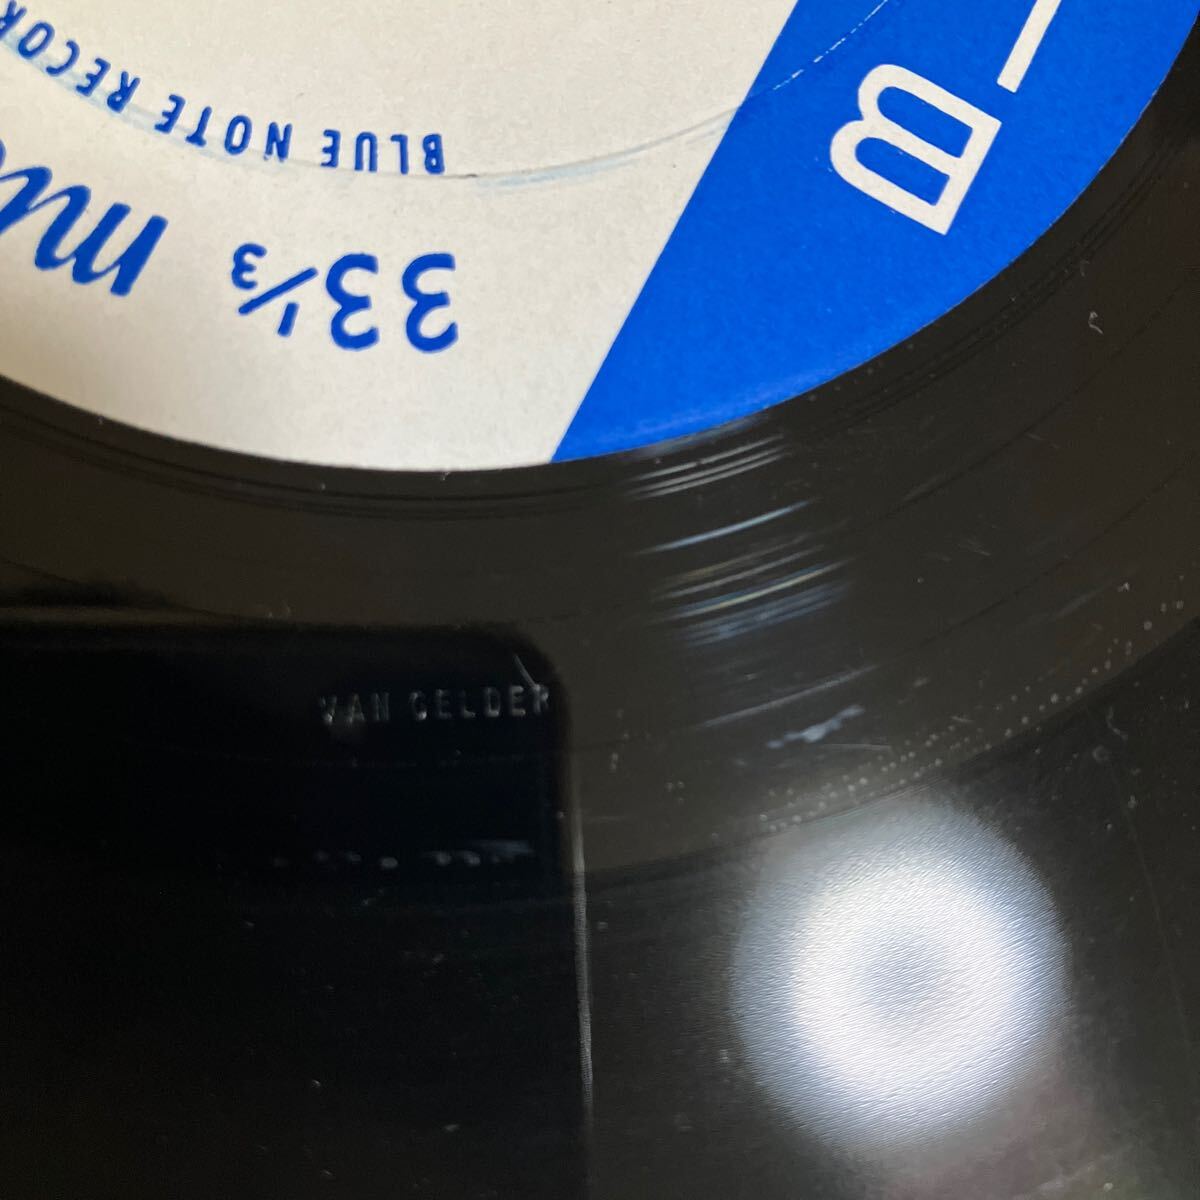 BLUE NOTE RECOR
33⅓
B
VAN GELDER